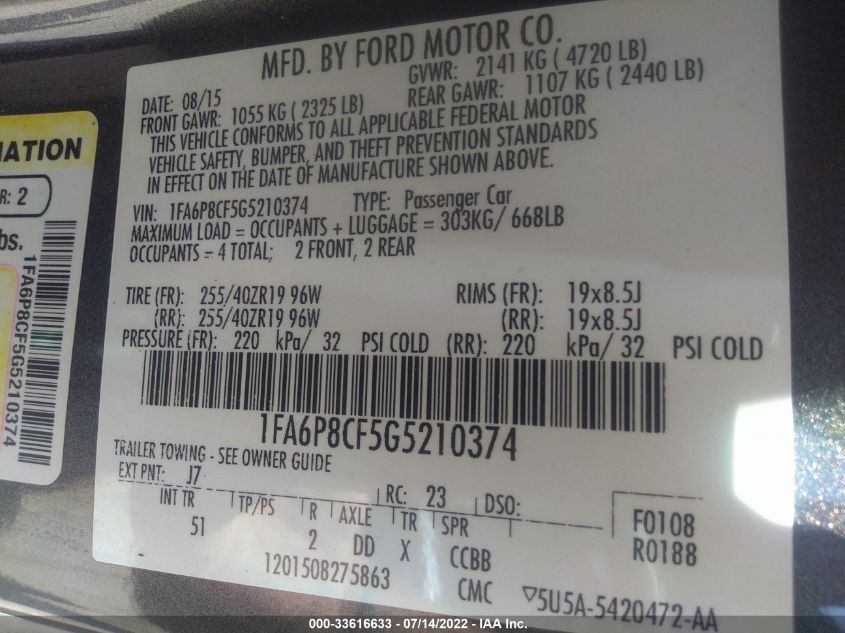 MFD. BY FORD MOTOR CO.
DATE: 08/15 GVWR: 2141 KG ( 4720 LB)
FRONT GAWR: 1055 KG ( 2325 LB) REAR GAWR: 1107 KG ( 2440 LB)
THIS VEHICLE CONFORMS TO ALL APPLICABLE FEDERAL MOTOR
VEHICLE SAFETY, BUMPER, AND THEFT PREVENTION STANDARDS
IN EFFECT ON THE DATE OF MANUFACTURE SHOWN ABOVE.
VIN: 1FA6P8CF5G5210374 TYPE: Passenger Car
MAXIMUM LOAD = OCCUPANTS + LUGGAGE = 303KG/ 668LB
OCCUPANTS = 4 TOTAL; 2 FRONT, 2 REAR
TIRE (FR): 255/40ZR19 96W RIMS (FR): 19x8.5J
(RR): 255/40ZR19 96W (RR): 19x8.5J
PRESSURE (FR): 220 kPa/ 32 PSI COLD (RR): 220 kPa/ 32 PSI COLD
1FA6P8CF5G5210374
TRAILER TOWING - SEE OWNER GUIDE
EXT PNT: J7 RC: 23 DSO:
INT TR TP/PS R AXLE TR SPR F0108
51 2 DD X CCBB R0188
1201508275863 CMC ▽5U5A-5420472-AA
R: 2
bs.
1FA6P8CF5G5210374
000-33616633 - 07/14/2022 - IAA Inc.